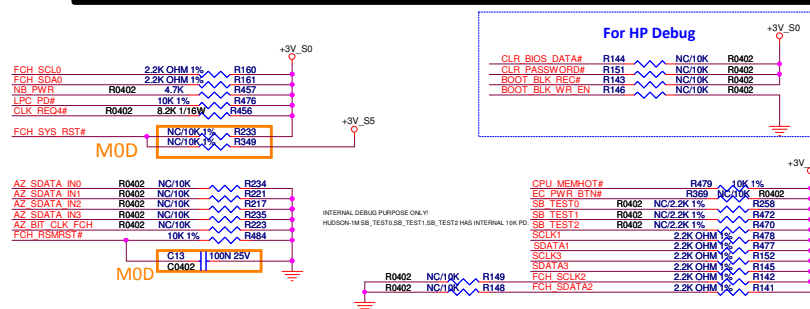 For HP Debug
+3V_S0
CLR_BIOS_DATA# R144 NC/10K R0402
CLR_PASSWORD# R151 NC/10K R0402
BOOT_BLK_REC# R143 NC/10K R0402
BOOT_BLK_WR_EN R146 NC/10K R0402
+3V_S0
FCH_SCL0 2.2K OHM 1% R160
FCH_SDA0 2.2K OHM 1% R161
NB_PWR R0402 4.7K R457
LPC_PD# 10K 1% R476
CLK_REQ4# R0402 8.2K 1/16W R456
+3V_S5
FCH_SYS_RST# NC/10K 1% R233
NC/10K 1% R349
M0D
AZ_SDATA_IN0 R0402 NC/10K R234
AZ_SDATA_IN1 R0402 NC/10K R221
AZ_SDATA_IN2 R0402 NC/10K R217
AZ_SDATA_IN3 R0402 NC/10K R235
AZ_BIT_CLK_FCH R0402 NC/10K R223
FCH_RSMRST# 10K 1% R484
C13 100N 25V
C0402
M0D
INTERNAL DEBUG PURPOSE ONLY!
HUDSON-1M SB_TEST0,SB_TEST1,SB_TEST2 HAS INTERNAL 10K PD.
+3V_
CPU_MEMHOT# R479 10K 1%
EC_PWR_BTN# R369 NC/10K R0402
SB_TEST0 R0402 NC/2.2K 1% R258
SB_TEST1 R0402 NC/2.2K 1% R472
SB_TEST2 R0402 NC/2.2K 1% R470
SCLK1 2.2K OHM 1% R478
SDATA1 2.2K OHM 1% R477
SCLK3 2.2K OHM 1% R152
SDATA3 2.2K OHM 1% R145
R0402 NC/10K R149 FCH_SCLK2 2.2K OHM 1% R142
R0402 NC/10K R148 FCH_SDATA2 2.2K OHM 1% R141